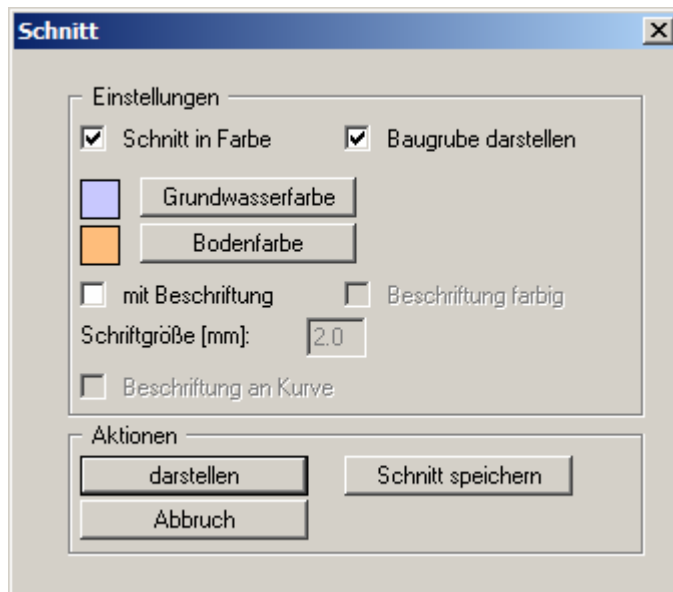 Schnitt
Einstellungen
Schnitt in Farbe Baugrube darstellen
Grundwasserfarbe
Bodenfarbe
mit Beschriftung Beschriftung farbig
Schriftgröße [mm]: 2.0
Beschriftung an Kurve
Aktionen
darstellen Schnitt speichern
Abbruch